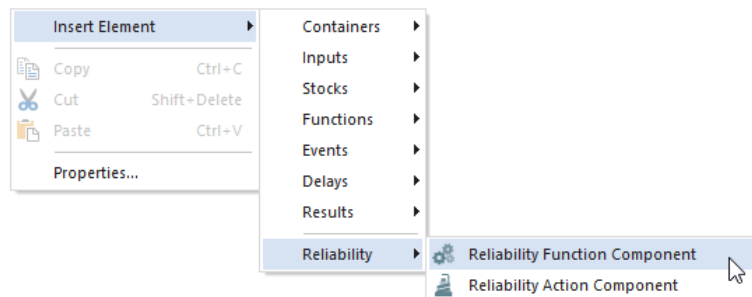 Insert Element
Copy Ctrl+C
Cut Shift+Delete
Paste Ctrl+V
Properties...
Containers
Inputs
Stocks
Functions
Events
Delays
Results
Reliability
Reliability Function Component
Reliability Action Component